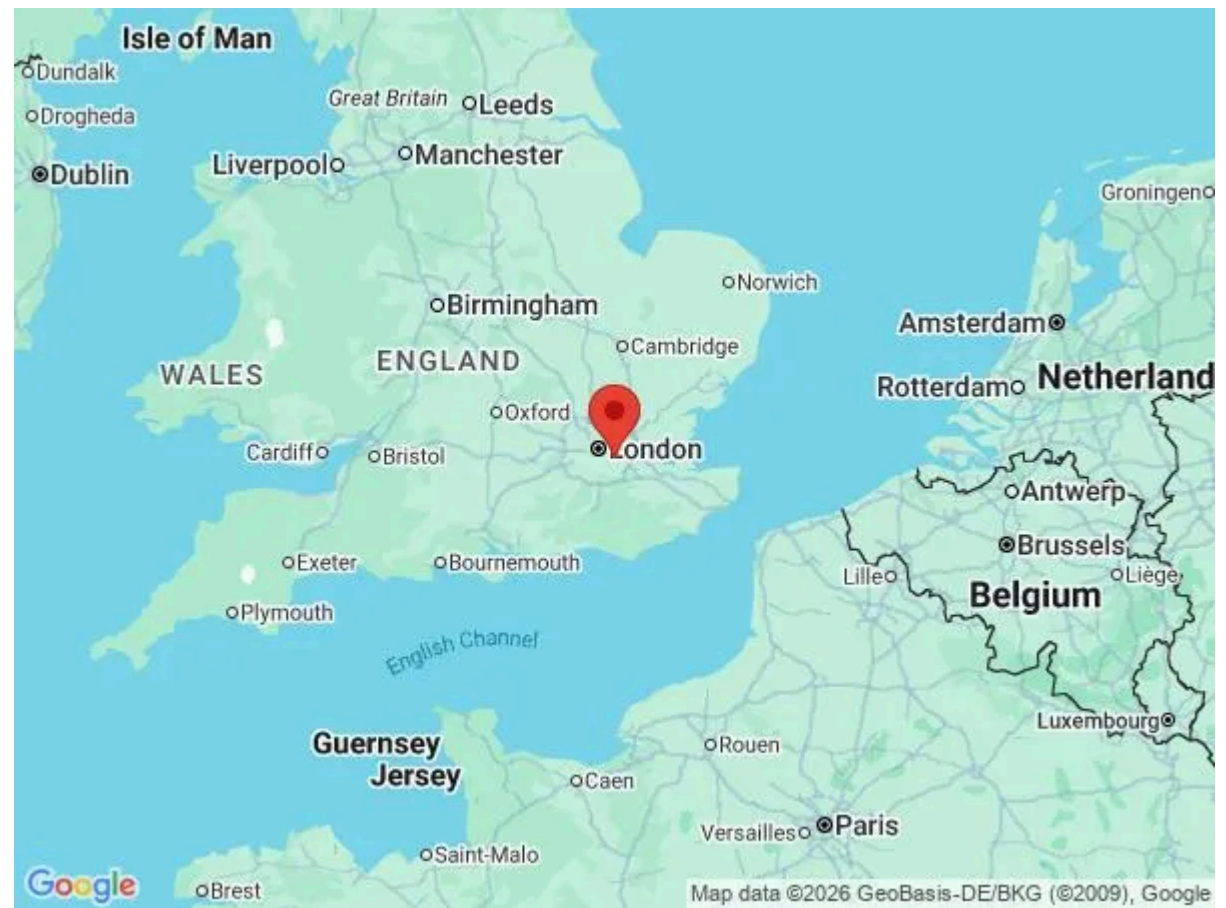 Isle of Man
Dundalk
Great Britain
Leeds
Drogheda
Liverpool
Manchester
Dublin
Groningen
Norwich
Birmingham
Amsterdam
Cambridge
ENGLAND
WALES
Rotterdam
Netherland
Oxford
London
Cardiff
Bristol
Antwerp
Brussels
Exeter
Bournemouth
Lille
Liège
Belgium
Plymouth
English Channel
Luxembourg
Guernsey
Rouen
Jersey
Caen
Versailles
Paris
Saint-Malo
Google
Brest
Map data ©2026 GeoBasis-DE/BKG (©2009), Google